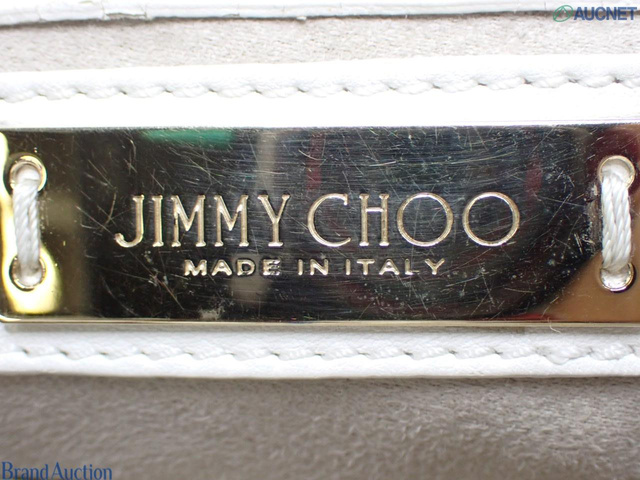 AUCNET
JIMMY CHOO
MADE IN ITALY
Brand Auction